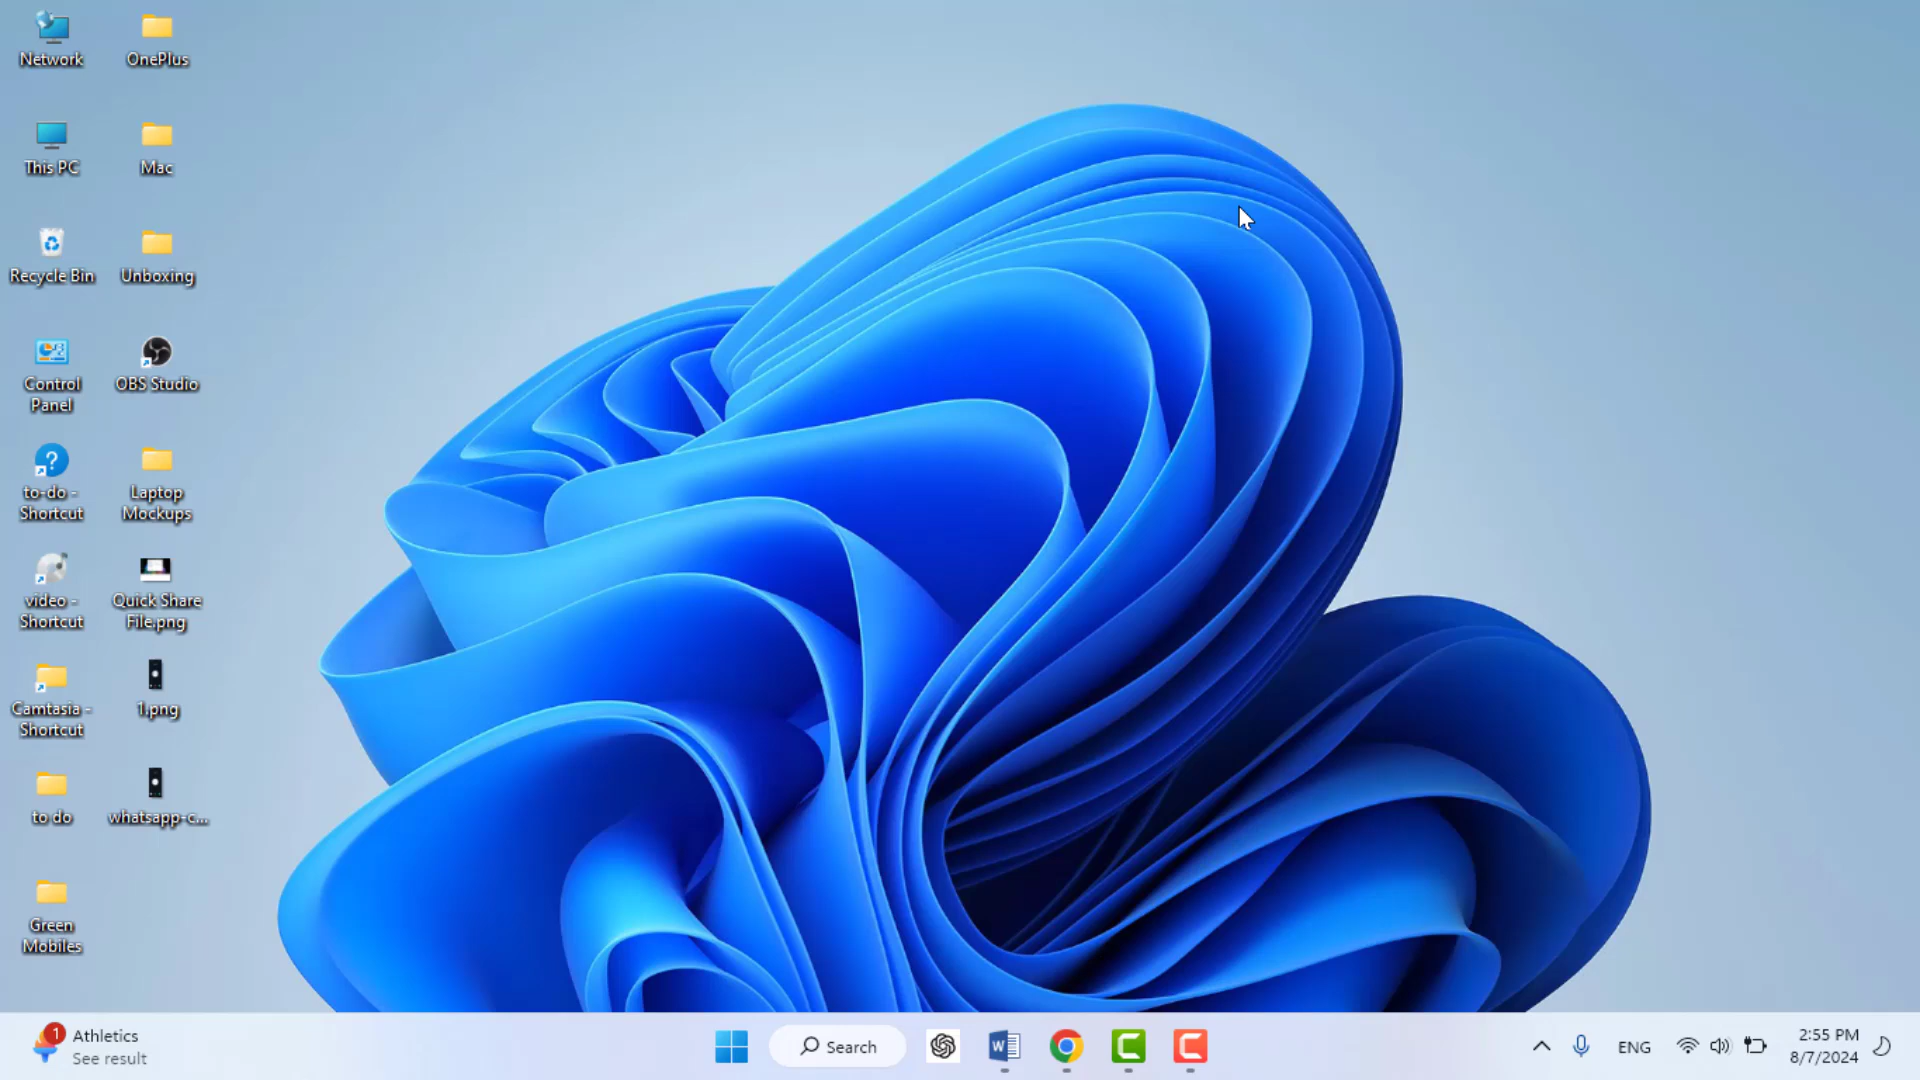 Network
OnePlus
This PC
Mac
Recycle Bin
Unboxing
Control
Panel
OBS Studio
to-do -
Shortcut
Laptop
Mockups
video -
Shortcut
Quick Share
File.png
Camtasia -
Shortcut
1.png
to do
whatsapp-c...
Green
Mobiles
1
Athletics
See result
Search
W
ENG
2:55 PM
8/7/2024